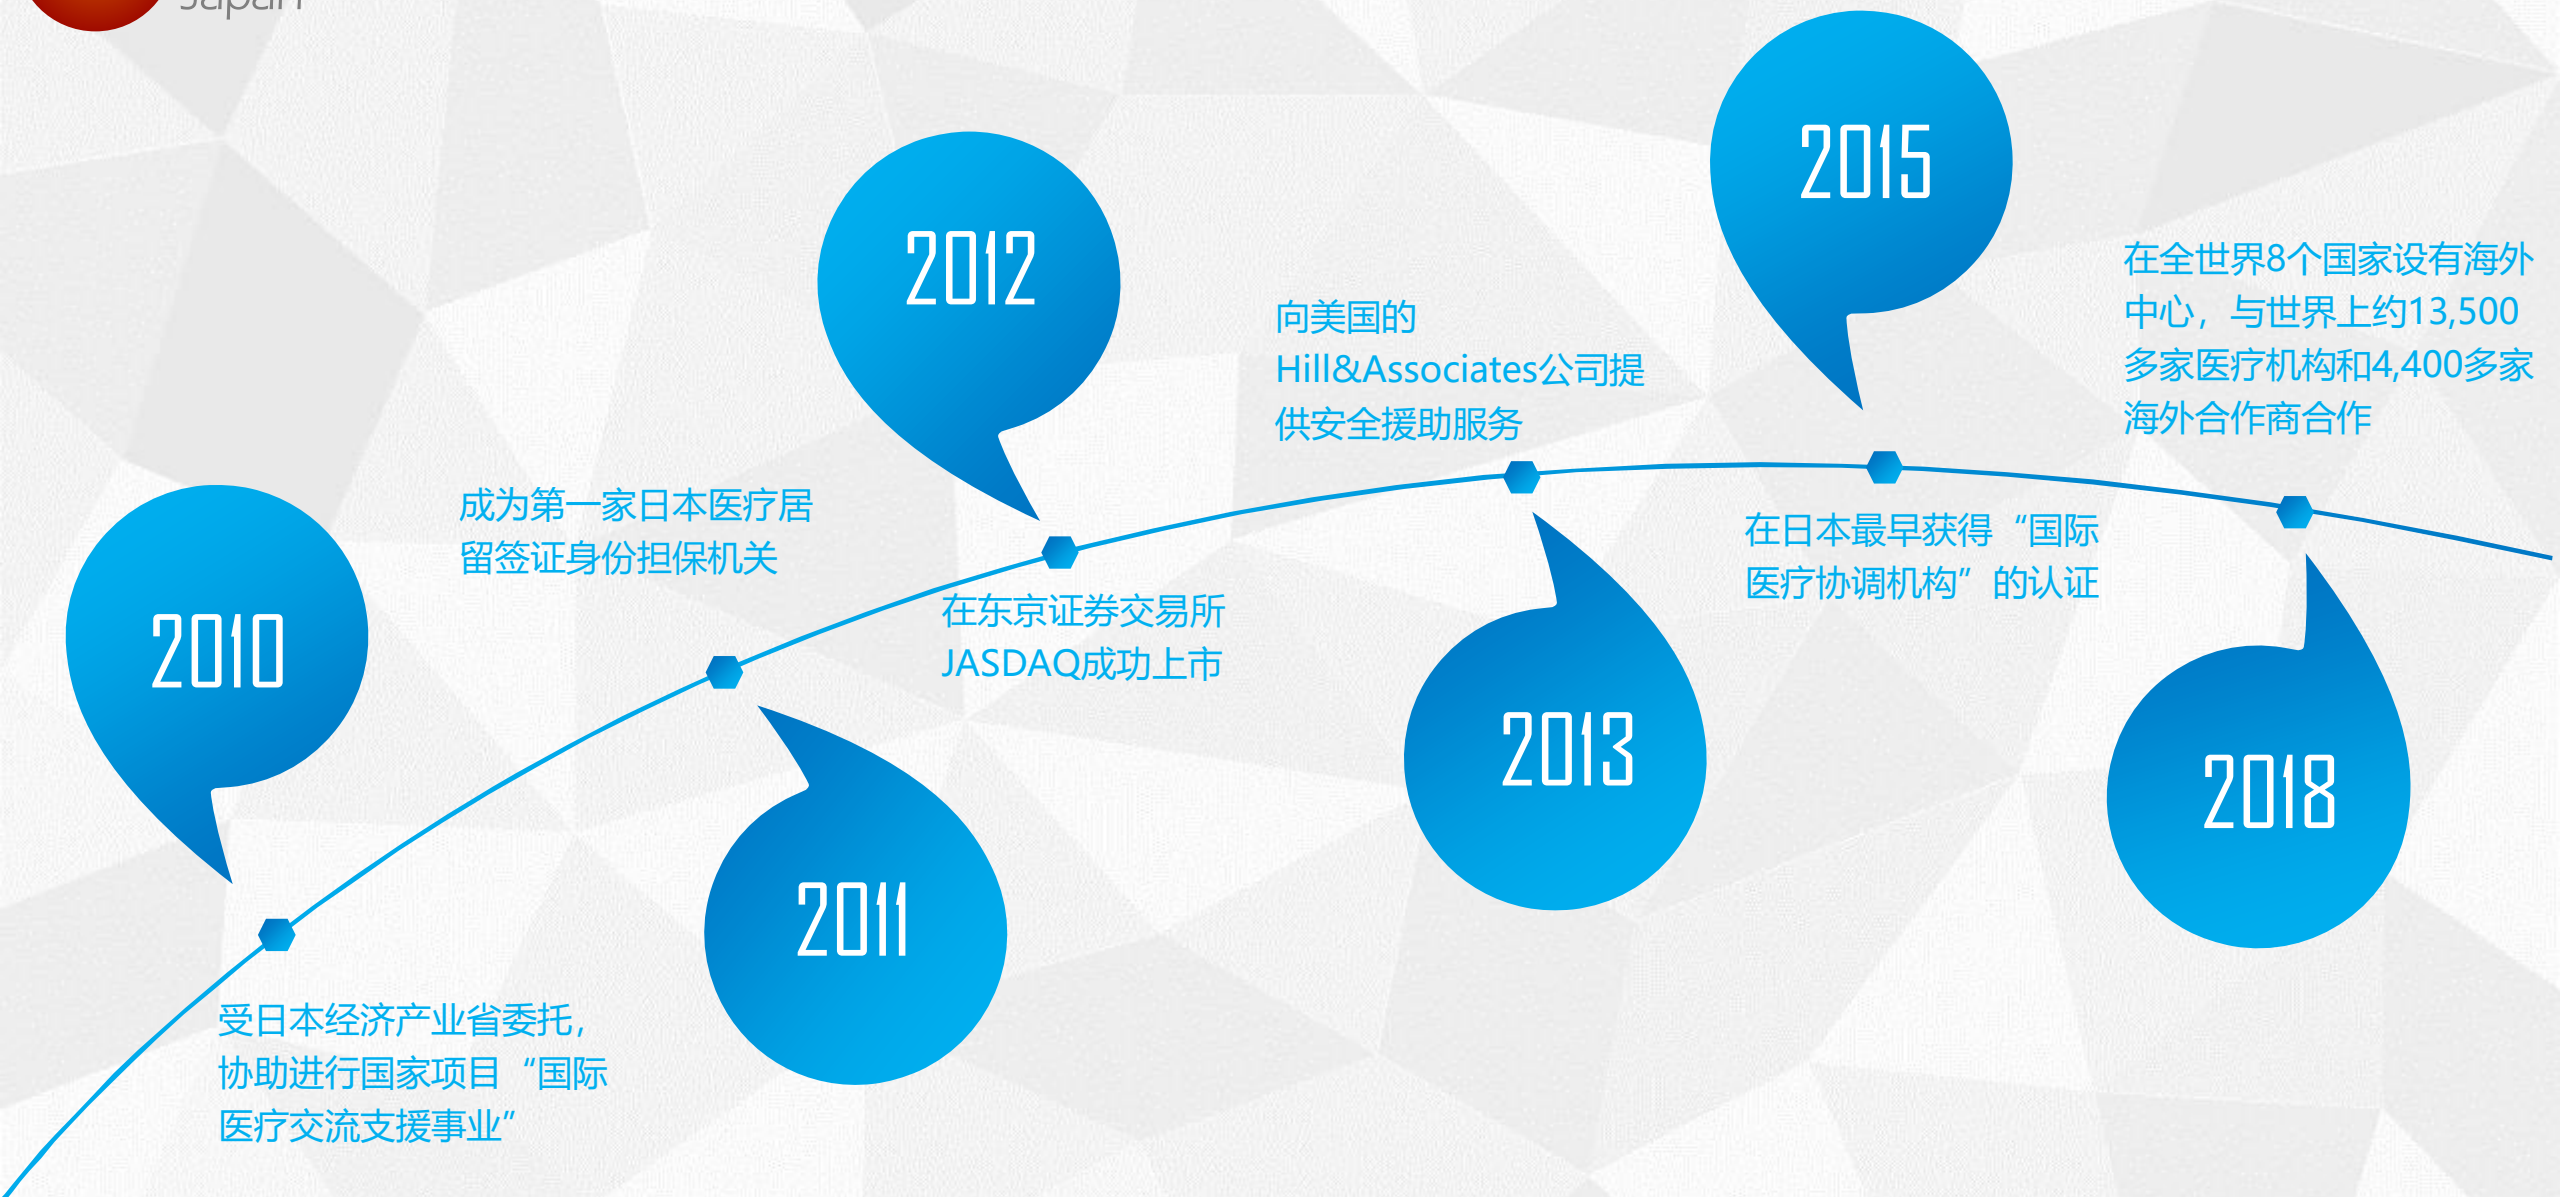 Japan
2010
受日本经济产业省委托，
协助进行国家项目“国际
医疗交流支援事业”
2011
成为第一家日本医疗居
留签证身份担保机关
2012
在东京证券交易所
JASDAQ成功上市
2013
向美国的
Hill&Associates公司提
供安全援助服务
2015
在日本最早获得“国际
医疗协调机构”的认证
2018
在全世界8个国家设有海外
中心，与世界上约13,500
多家医疗机构和4,400多家
海外合作商合作